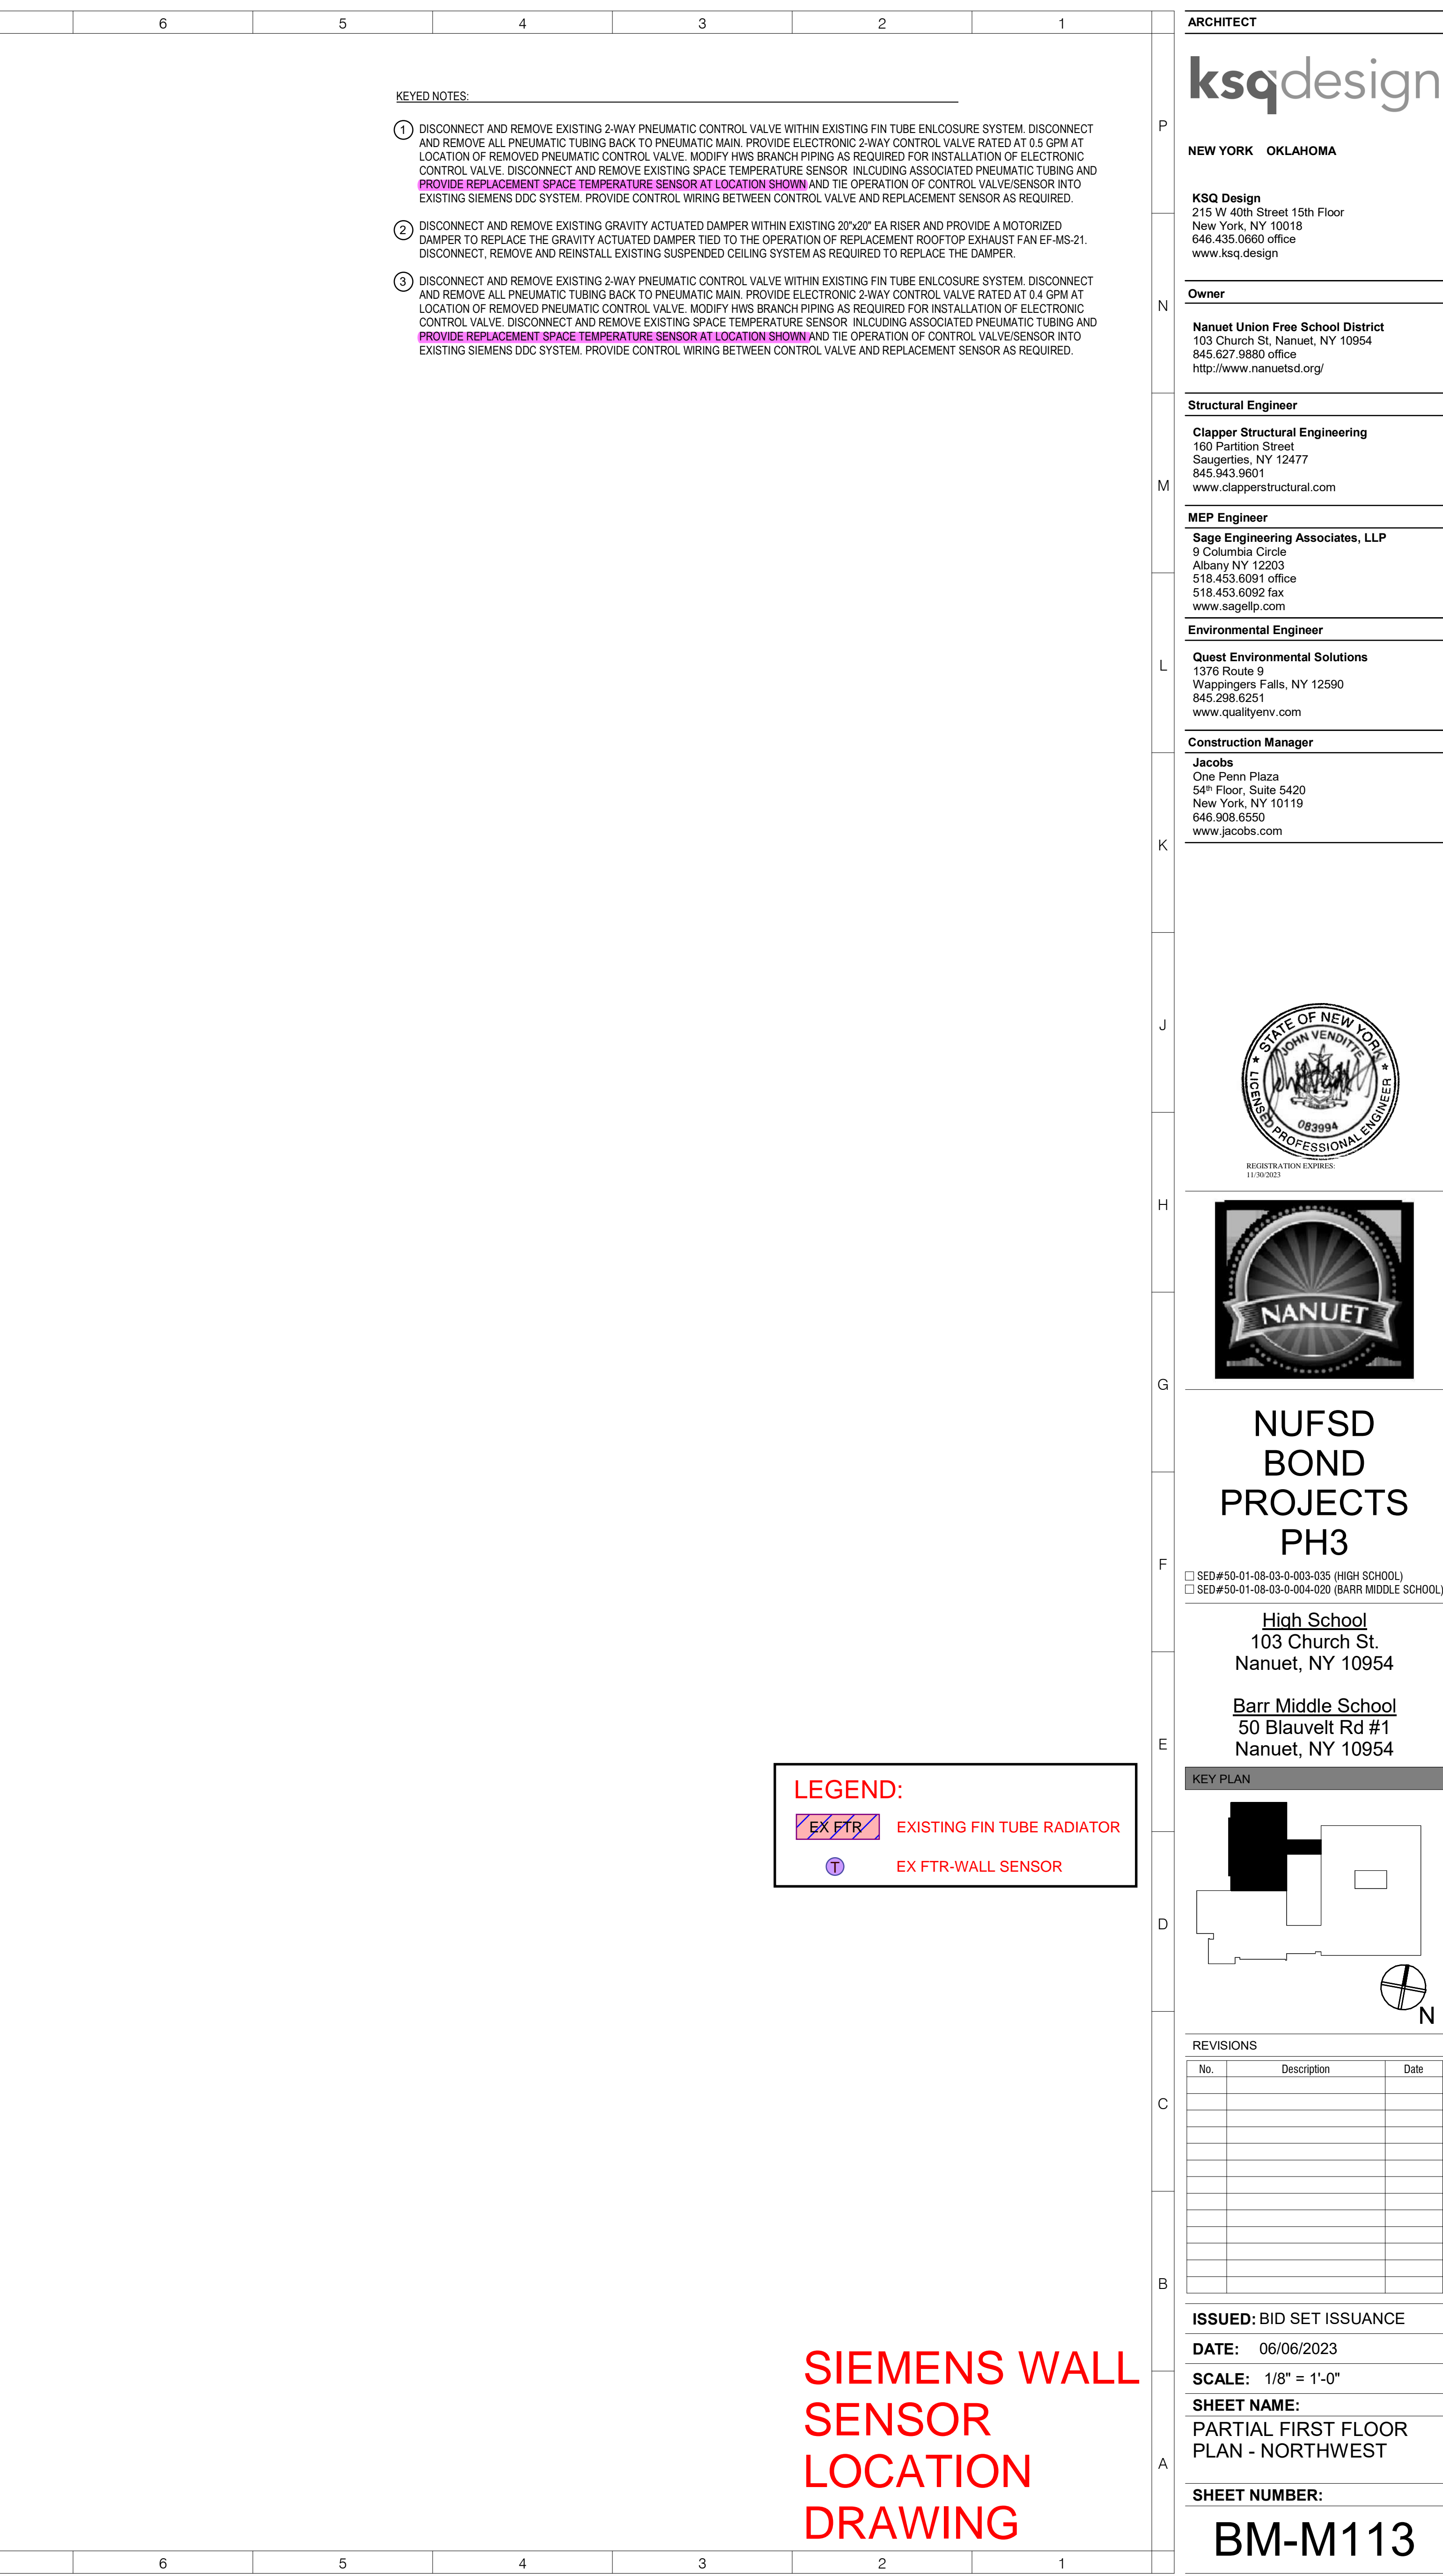 6 5 4 3 2 1
KEYED NOTES:
1 DISCONNECT AND REMOVE EXISTING 2-WAY PNEUMATIC CONTROL VALVE WITHIN EXISTING FIN TUBE ENLCOSURE SYSTEM. DISCONNECT
AND REMOVE ALL PNEUMATIC TUBING BACK TO PNEUMATIC MAIN. PROVIDE ELECTRONIC 2-WAY CONTROL VALVE RATED AT 0.5 GPM AT
LOCATION OF REMOVED PNEUMATIC CONTROL VALVE. MODIFY HWS BRANCH PIPING AS REQUIRED FOR INSTALLATION OF ELECTRONIC
CONTROL VALVE. DISCONNECT AND REMOVE EXISTING SPACE TEMPERATURE SENSOR INLCUDING ASSOCIATED PNEUMATIC TUBING AND
PROVIDE REPLACEMENT SPACE TEMPERATURE SENSOR AT LOCATION SHOWN AND TIE OPERATION OF CONTROL VALVE/SENSOR INTO
EXISTING SIEMENS DDC SYSTEM. PROVIDE CONTROL WIRING BETWEEN CONTROL VALVE AND REPLACEMENT SENSOR AS REQUIRED.
2 DISCONNECT AND REMOVE EXISTING GRAVITY ACTUATED DAMPER WITHIN EXISTING 20"x20" EA RISER AND PROVIDE A MOTORIZED
DAMPER TO REPLACE THE GRAVITY ACTUATED DAMPER TIED TO THE OPERATION OF REPLACEMENT ROOFTOP EXHAUST FAN EF-MS-21.
DISCONNECT, REMOVE AND REINSTALL EXISTING SUSPENDED CEILING SYSTEM AS REQUIRED TO REPLACE THE DAMPER.
3 DISCONNECT AND REMOVE EXISTING 2-WAY PNEUMATIC CONTROL VALVE WITHIN EXISTING FIN TUBE ENLCOSURE SYSTEM. DISCONNECT
AND REMOVE ALL PNEUMATIC TUBING BACK TO PNEUMATIC MAIN. PROVIDE ELECTRONIC 2-WAY CONTROL VALVE RATED AT 0.4 GPM AT
LOCATION OF REMOVED PNEUMATIC CONTROL VALVE. MODIFY HWS BRANCH PIPING AS REQUIRED FOR INSTALLATION OF ELECTRONIC
CONTROL VALVE. DISCONNECT AND REMOVE EXISTING SPACE TEMPERATURE SENSOR INLCUDING ASSOCIATED PNEUMATIC TUBING AND
PROVIDE REPLACEMENT SPACE TEMPERATURE SENSOR AT LOCATION SHOWN AND TIE OPERATION OF CONTROL VALVE/SENSOR INTO
EXISTING SIEMENS DDC SYSTEM. PROVIDE CONTROL WIRING BETWEEN CONTROL VALVE AND REPLACEMENT SENSOR AS REQUIRED.
LEGEND:
EX FTR EXISTING FIN TUBE RADIATOR
T EX FTR-WALL SENSOR
SIEMENS WALL
SENSOR
LOCATION
DRAWING
6 5 4 3 2 1
P
N
M
L
K
J
H
G
F
E
D
C
B
A
ARCHITECT
ksqdesign
NEW YORK OKLAHOMA
KSQ Design
215 W 40th Street 15th Floor
New York, NY 10018
646.435.0660 office
www.ksq.design
Owner
Nanuet Union Free School District
103 Church St, Nanuet, NY 10954
845.627.9880 office
http://www.nanuetsd.org/
Structural Engineer
Clapper Structural Engineering
160 Partition Street
Saugerties, NY 12477
845.943.9601
www.clapperstructural.com
MEP Engineer
Sage Engineering Associates, LLP
9 Columbia Circle
Albany NY 12203
518.453.6091 office
518.453.6092 fax
www.sagellp.com
Environmental Engineer
Quest Environmental Solutions
1376 Route 9
Wappingers Falls, NY 12590
845.298.6251
www.qualityenv.com
Construction Manager
Jacobs
One Penn Plaza
54th Floor, Suite 5420
New York, NY 10119
646.908.6550
www.jacobs.com
STATE OF NEW YORK
JOHN VENDITTE
083994
LICENSED PROFESSIONAL ENGINEER
REGISTRATION EXPIRES:
11/30/2023
NANUET
NUFSD
BOND
PROJECTS
PH3
SED#50-01-08-03-0-003-035 (HIGH SCHOOL)
SED#50-01-08-03-0-004-020 (BARR MIDDLE SCHOOL)
High School
103 Church St.
Nanuet, NY 10954
Barr Middle School
50 Blauvelt Rd #1
Nanuet, NY 10954
KEY PLAN
N
REVISIONS
No. Description Date
ISSUED: BID SET ISSUANCE
DATE: 06/06/2023
SCALE: 1/8" = 1'-0"
SHEET NAME:
PARTIAL FIRST FLOOR
PLAN - NORTHWEST
SHEET NUMBER:
BM-M113